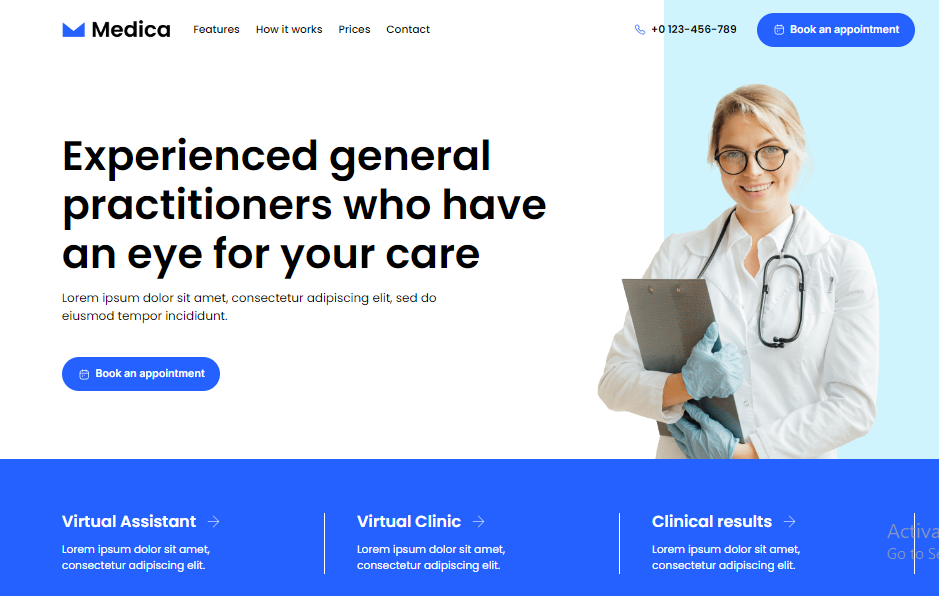 Medica
Features
How it works
Prices
Contact
+0 123-456-789
Book an appointment
Experienced general
practitioners who have
an eye for your care
Lorem ipsum dolor sit amet, consectetur adipiscing elit, sed do
eiusmod tempor incididunt.
Book an appointment
Virtual Assistant
Lorem ipsum dolor sit amet,
consectetur adipiscing elit.
Virtual Clinic
Lorem ipsum dolor sit amet,
consectetur adipiscing elit.
Clinical results
Lorem ipsum dolor sit amet,
consectetur adipiscing elit.
Activa
Go to Se